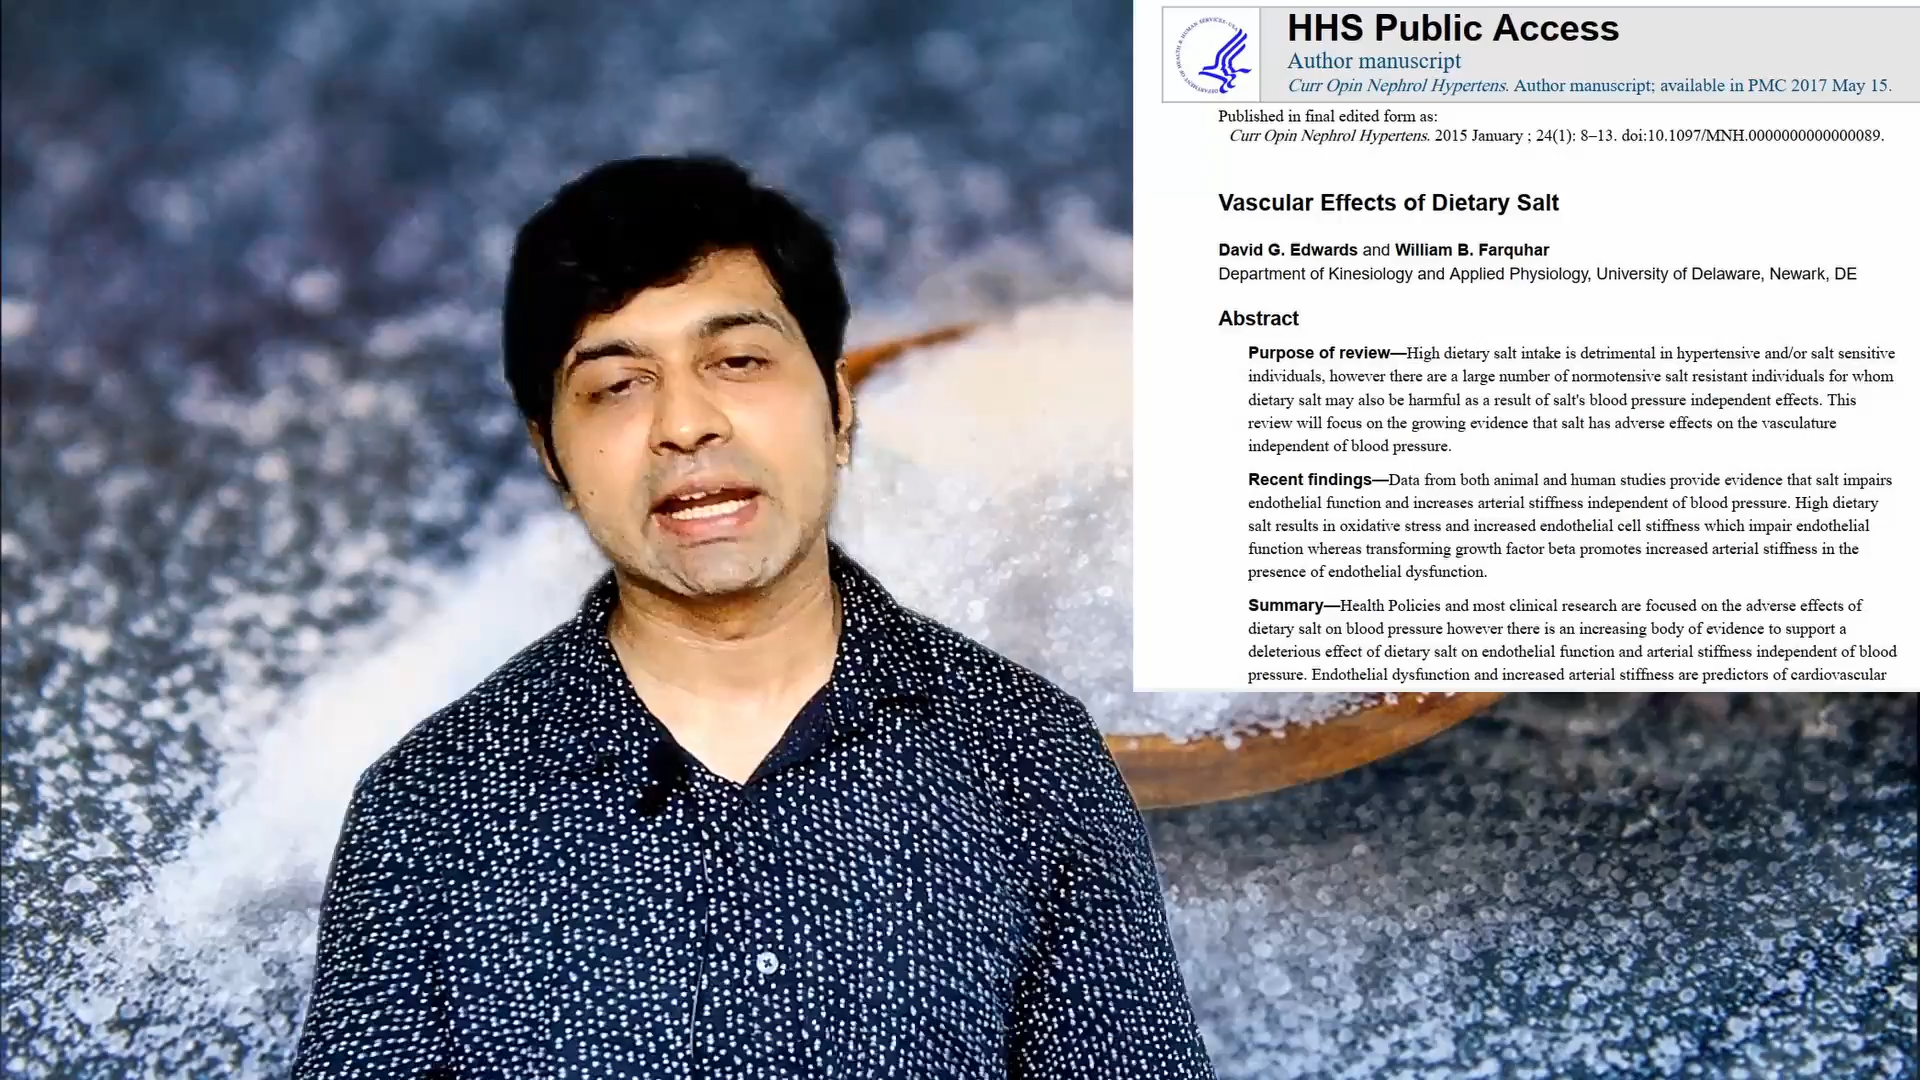 HHS Public Access
Author manuscript
Curr Opin Nephrol Hypertens. Author manuscript; available in PMC 2017 May 15.
Published in final edited form as:
Curr Opin Nephrol Hypertens. 2015 January ; 24(1): 8–13. doi:10.1097/MNH.0000000000000089.
Vascular Effects of Dietary Salt
David G. Edwards and William B. Farquhar
Department of Kinesiology and Applied Physiology, University of Delaware, Newark, DE
Abstract
Purpose of review—High dietary salt intake is detrimental in hypertensive and/or salt sensitive
individuals, however there are a large number of normotensive salt resistant individuals for whom
dietary salt may also be harmful as a result of salt's blood pressure independent effects. This
review will focus on the growing evidence that salt has adverse effects on the vasculature
independent of blood pressure.
Recent findings—Data from both animal and human studies provide evidence that salt impairs
endothelial function and increases arterial stiffness independent of blood pressure. High dietary
salt results in oxidative stress and increased endothelial cell stiffness which impair endothelial
function whereas transforming growth factor beta promotes increased arterial stiffness in the
presence of endothelial dysfunction.
Summary—Health Policies and most clinical research are focused on the adverse effects of
dietary salt on blood pressure however there is an increasing body of evidence to support a
deleterious effect of dietary salt on endothelial function and arterial stiffness independent of blood
pressure. Endothelial dysfunction and increased arterial stiffness are predictors of cardiovascular